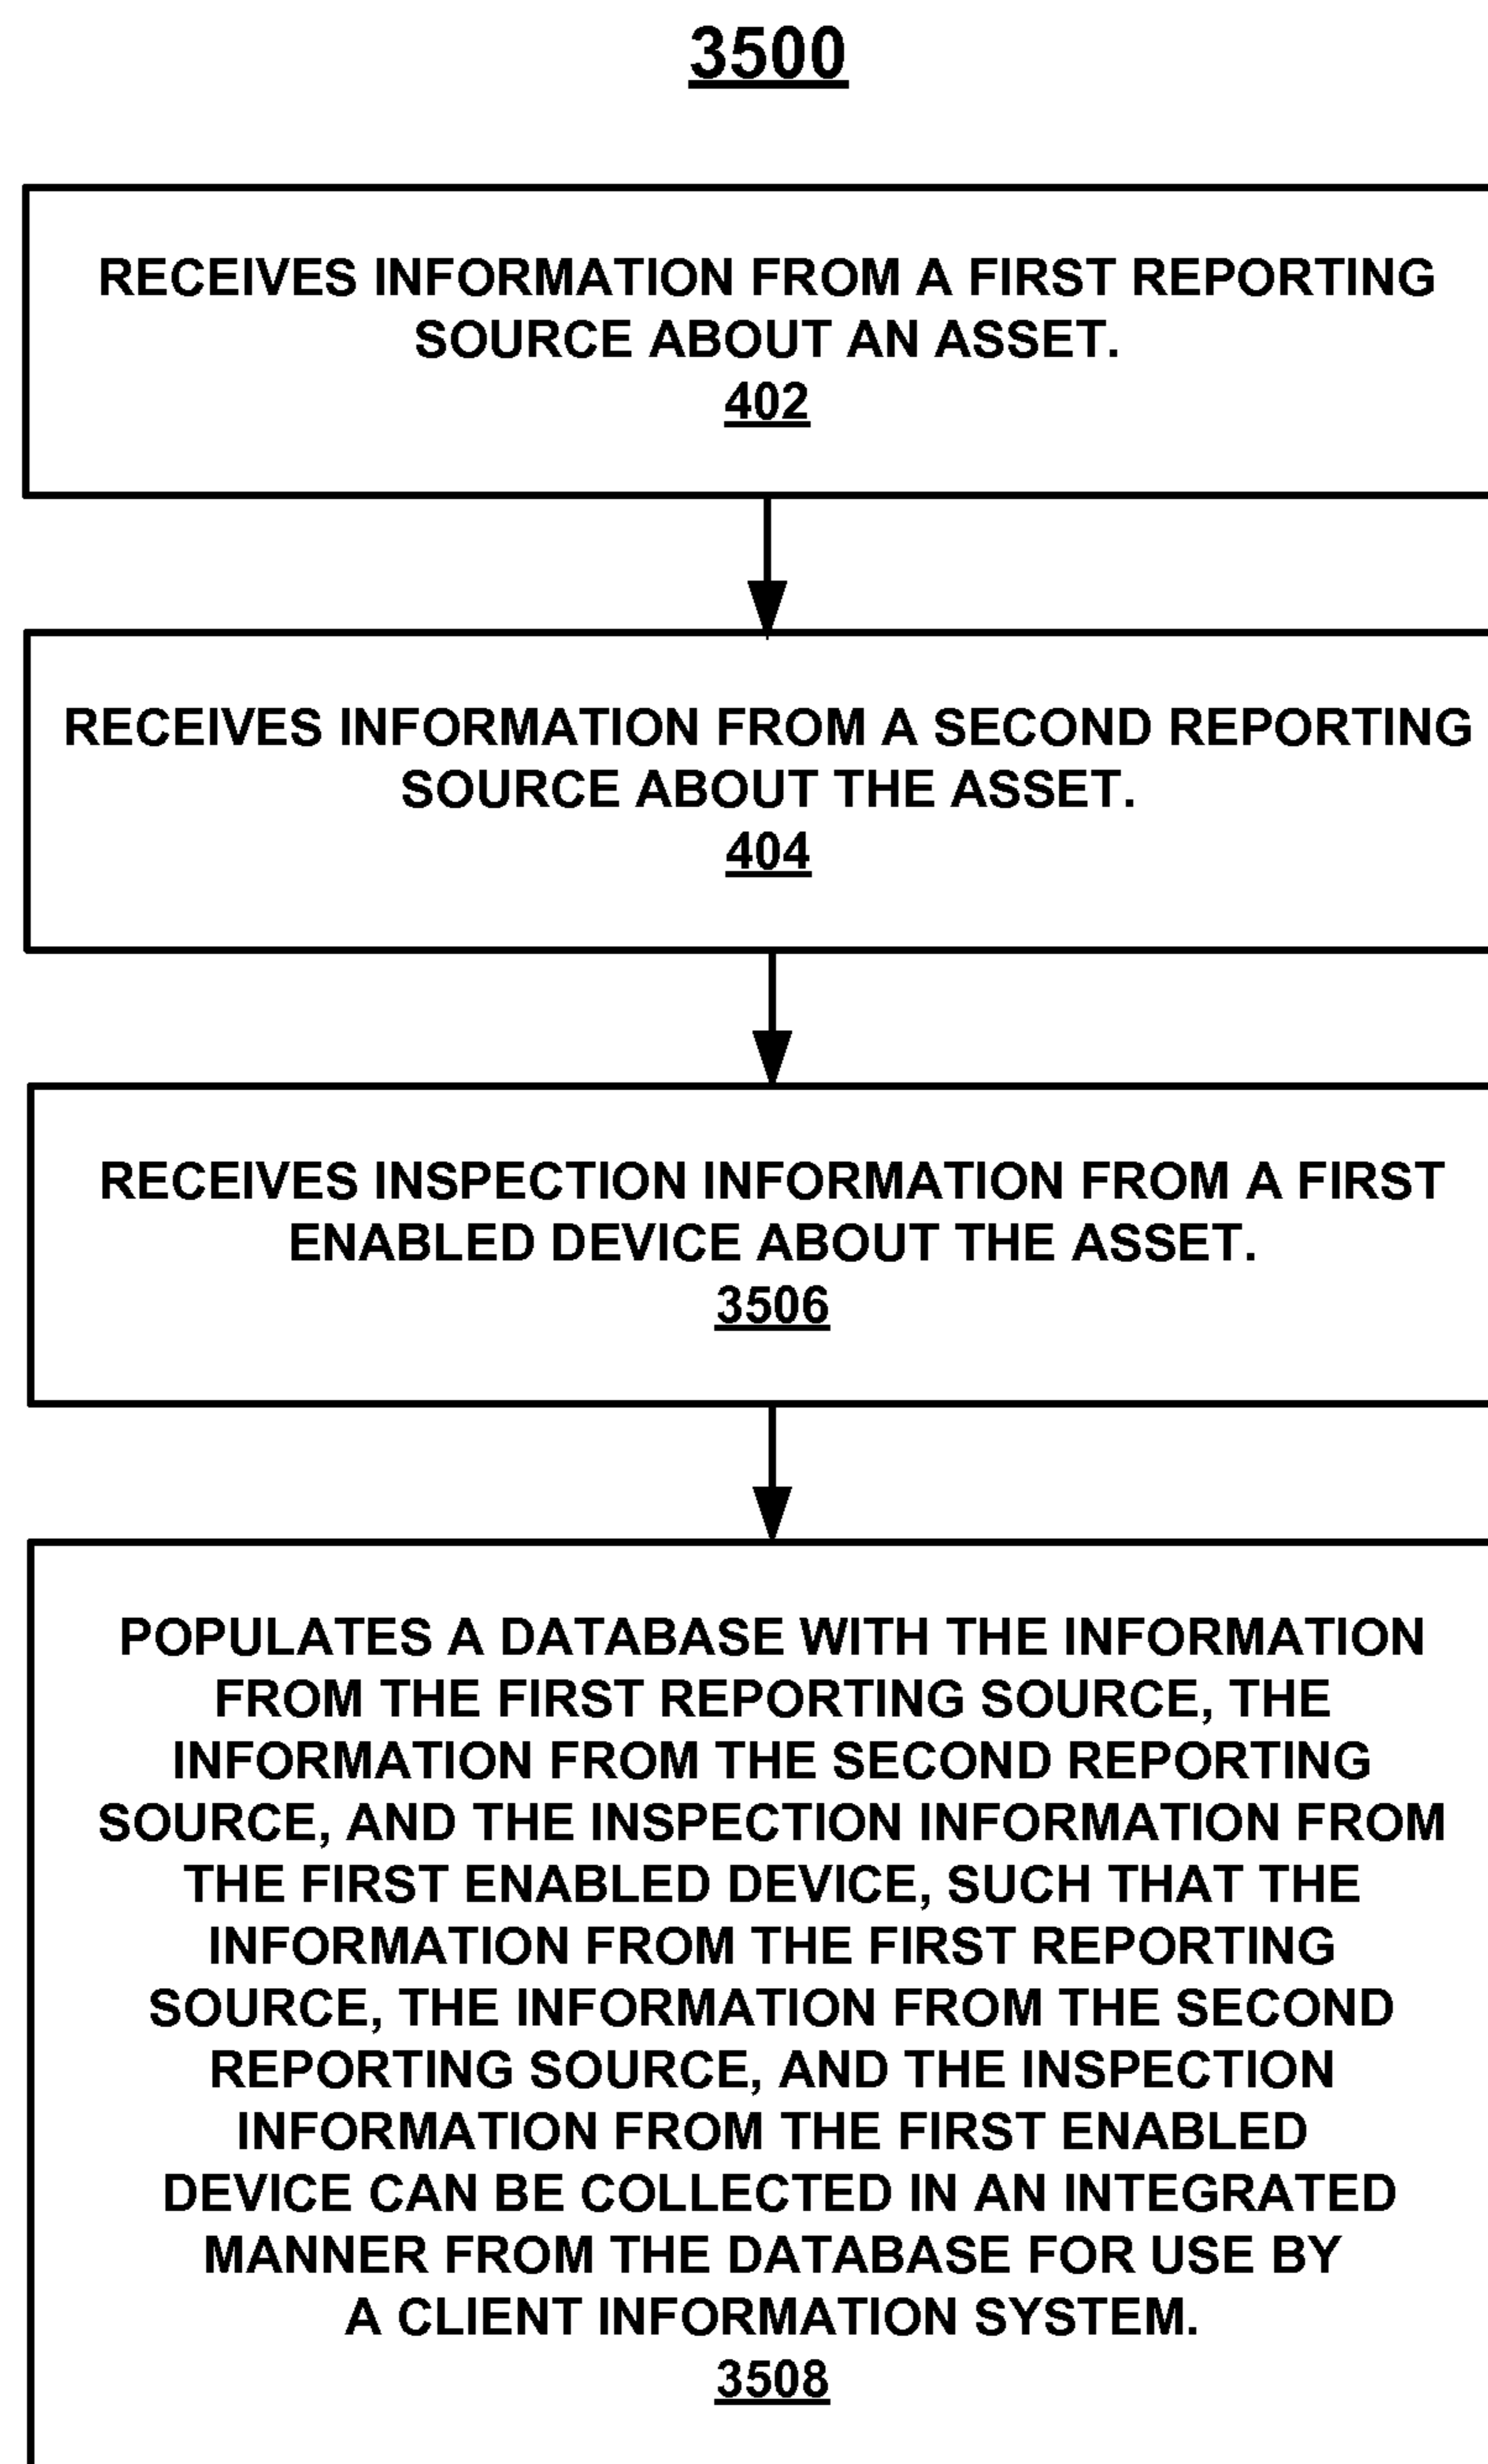 3500
RECEIVES INFORMATION FROM A FIRST REPORTING
SOURCE ABOUT AN ASSET.
402
RECEIVES INFORMATION FROM A SECOND REPORTING
SOURCE ABOUT THE ASSET.
404
RECEIVES INSPECTION INFORMATION FROM A FIRST
ENABLED DEVICE ABOUT THE ASSET.
3506
POPULATES A DATABASE WITH THE INFORMATION
FROM THE FIRST REPORTING SOURCE, THE
INFORMATION FROM THE SECOND REPORTING
SOURCE, AND THE INSPECTION INFORMATION FROM
THE FIRST ENABLED DEVICE, SUCH THAT THE
INFORMATION FROM THE FIRST REPORTING
SOURCE, THE INFORMATION FROM THE SECOND
REPORTING SOURCE, AND THE INSPECTION
INFORMATION FROM THE FIRST ENABLED
DEVICE CAN BE COLLECTED IN AN INTEGRATED
MANNER FROM THE DATABASE FOR USE BY
A CLIENT INFORMATION SYSTEM.
3508